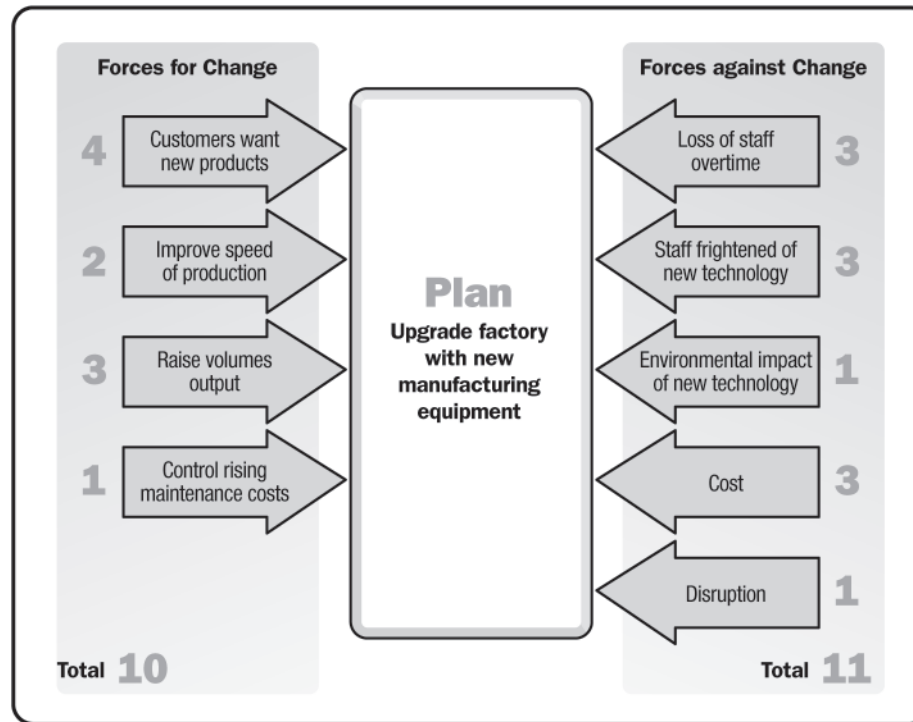 Forces for Change
4
Customers want
new products
2
Improve speed
of production
3
Raise volumes
output
1
Control rising
maintenance costs
Total 10
Plan
Upgrade factory
with new
manufacturing
equipment
Forces against Change
Loss of staff
overtime
3
Staff frightened of
new technology
3
Environmental impact
of new technology
1
Cost
3
Disruption
1
Total 11